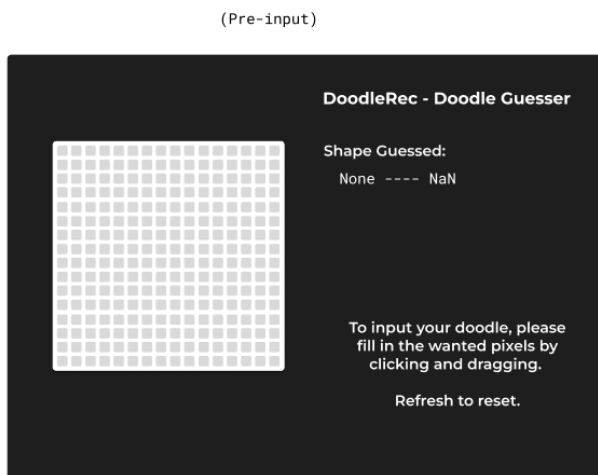 (Pre-input)
DoodleRec - Doodle Guesser
Shape Guessed:
None ---- NaN
To input your doodle, please
fill in the wanted pixels by
clicking and dragging.
Refresh to reset.